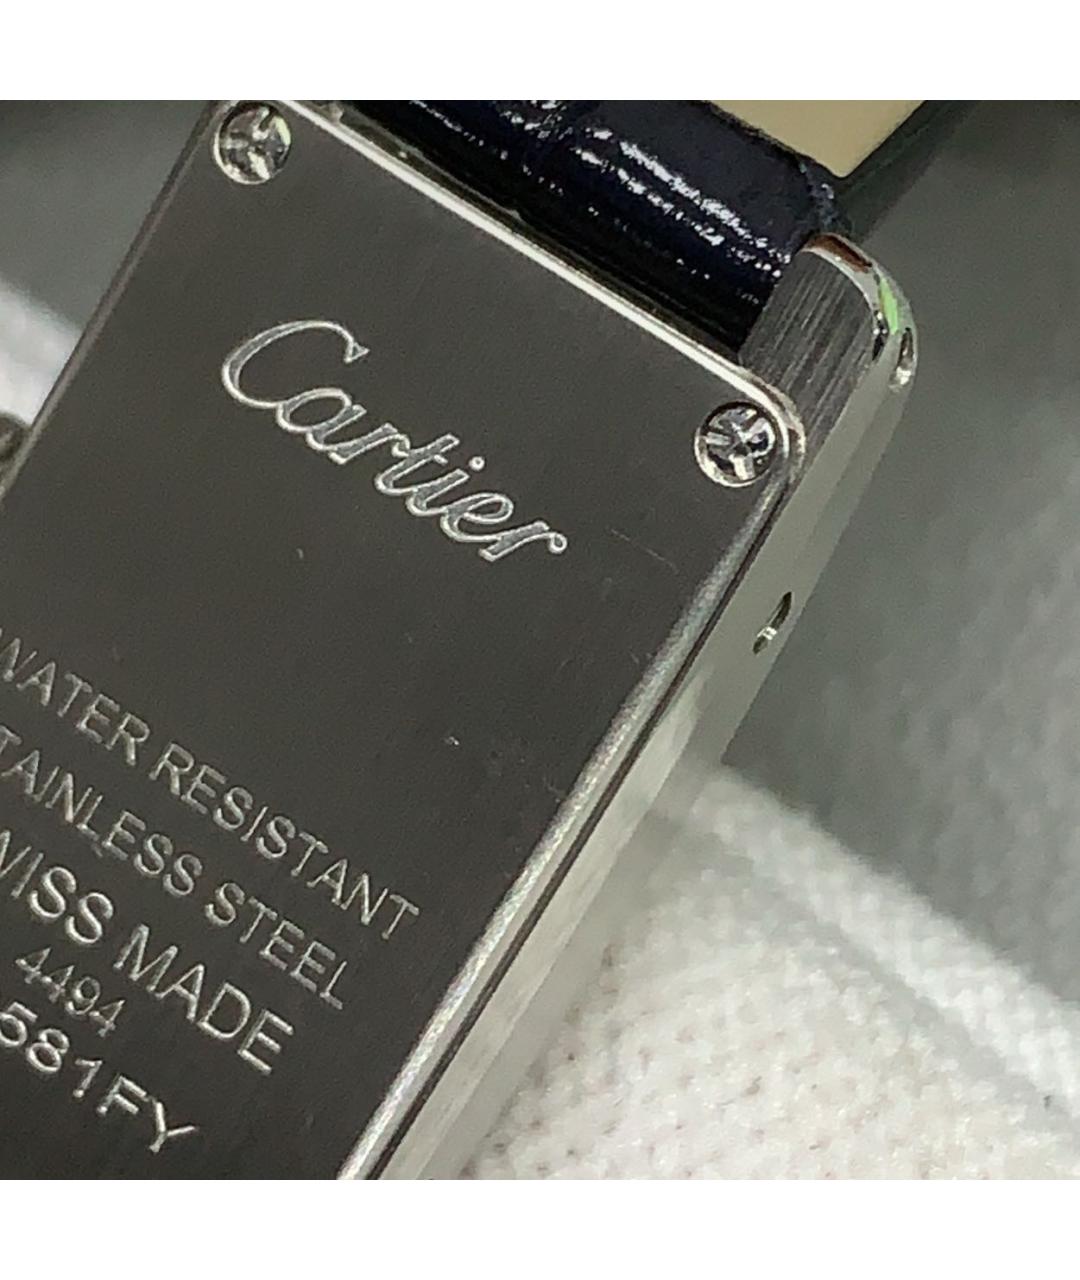 Cartier
WATER RESISTANT
TAINLESS STEEL
WISS MADE
4494
581FY